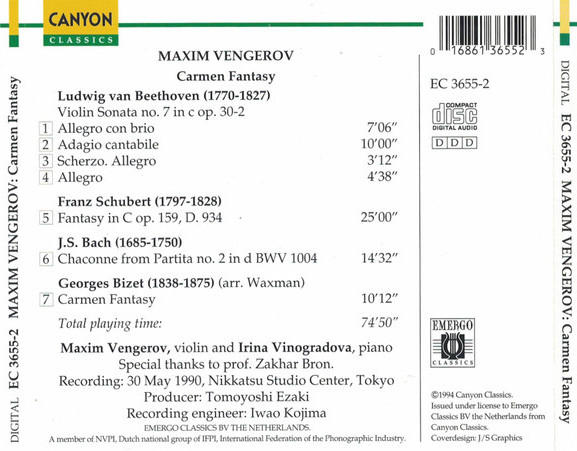 CANYON
CLASSICS
MAXIM VENGEROV
Carmen Fantasy
Ludwig van Beethoven (1770-1827)
Violin Sonata no. 7 in c op. 30-2
1 Allegro con brio 7’06”
2 Adagio cantabile 10’00”
3 Scherzo. Allegro 3’12”
4 Allegro 4’38”
Franz Schubert (1797-1828)
5 Fantasy in C op. 159, D. 934 25’00”
J.S. Bach (1685-1750)
6 Chaconne from Partita no. 2 in d BWV 1004 14’32”
Georges Bizet (1838-1875) (arr. Waxman)
7 Carmen Fantasy 10’12”
Total playing time: 74’50”
Maxim Vengerov, violin and Irina Vinogradova, piano
Special thanks to prof. Zakhar Bron.
Recording: 30 May 1990, Nikkatsu Studio Center, Tokyo
Producer: Tomoyoshi Ezaki
Recording engineer: Iwao Kojima
EMERGO CLASSICS BV THE NETHERLANDS.
A member of NVPI, Dutch national group of IFPI, International Federation of the Phonographic Industry.
0 16861 36552 3
EC 3655-2
COMPACT
disc
DIGITAL AUDIO
D D D
EMERGO
CLASSICS
©1994 Canyon Classics.
Issued under license to Emergo
Classics BV the Netherlands from
Canyon Classics.
Coverdesign: J/S Graphics
DIGITAL EC 3655-2 MAXIM VENGEROV: Carmen Fantasy
DIGITAL EC 3655-2 MAXIM VENGEROV: Carmen Fantasy